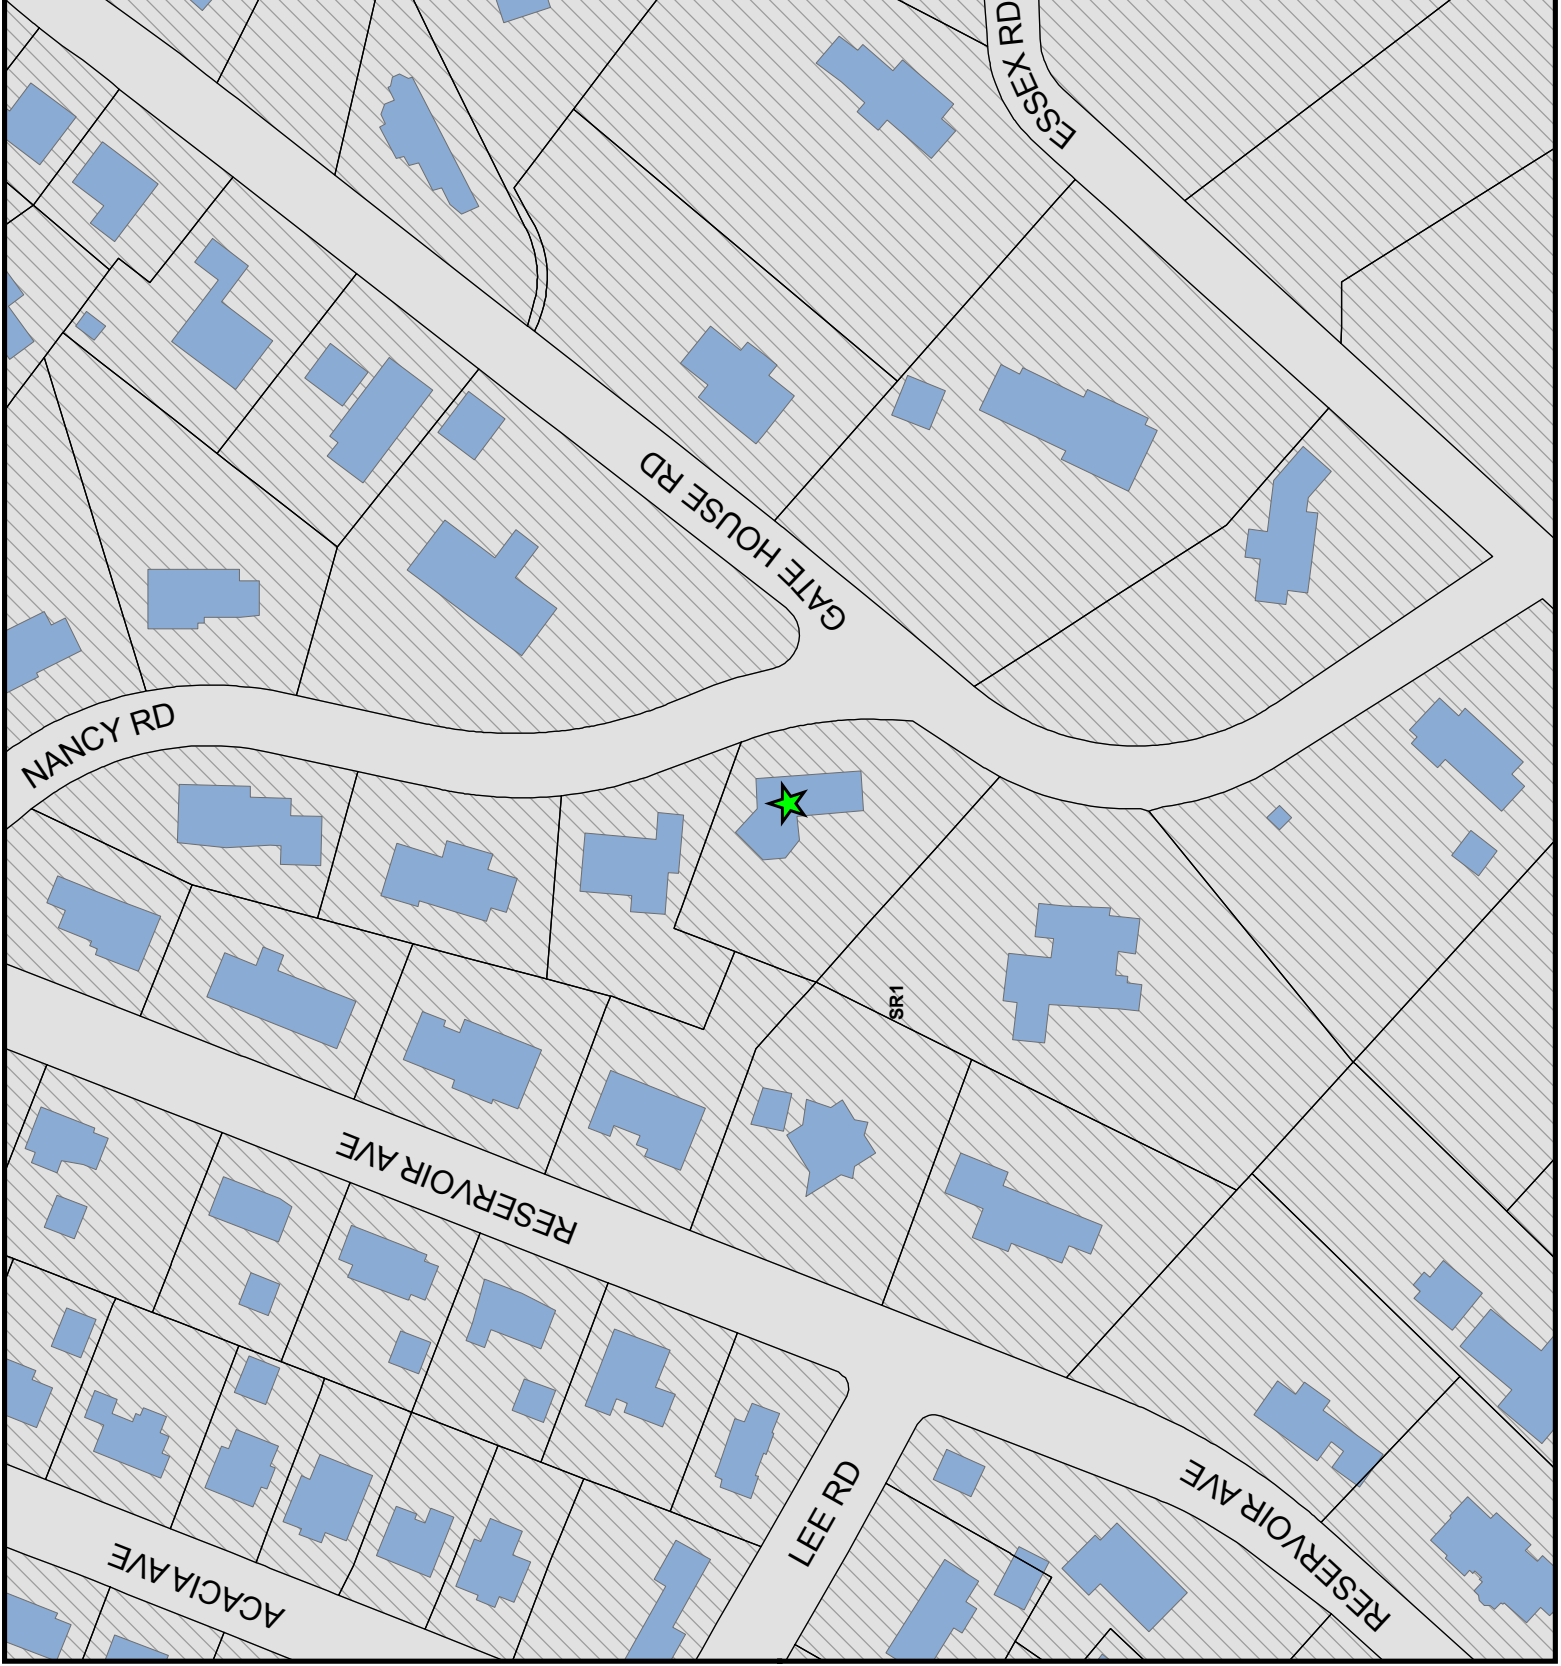 ESSEX RD
GATE HOUSE RD
NANCY RD
SR1
RESERVOIR AVE
RESERVOIR AVE
LEE RD
ACACIA AVE